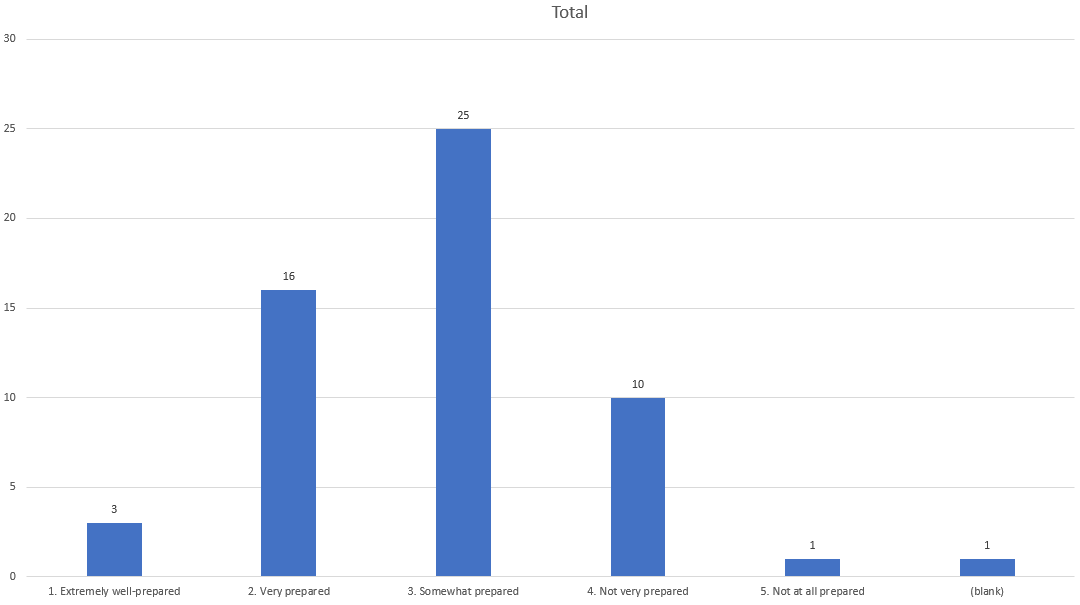 Total
30
25
20
15
10
5
0
3
16
25
10
1
1
1. Extremely well-prepared
2. Very prepared
3. Somewhat prepared
4. Not very prepared
5. Not at all prepared
(blank)